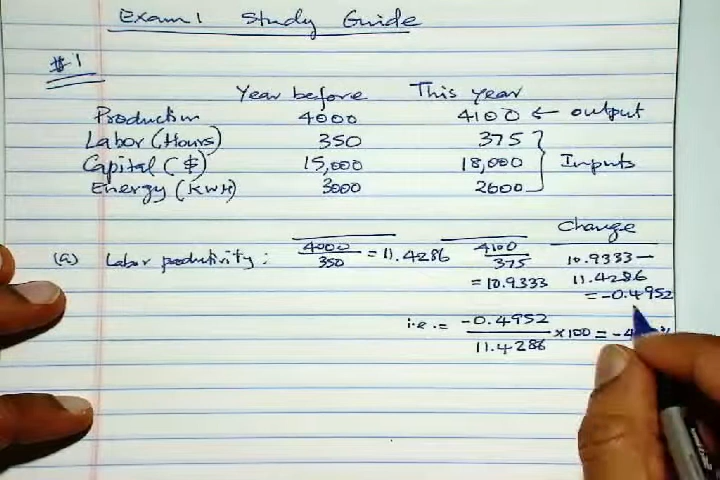 Exam 1 Study Guide
#1
Year before This year
Production 4000 4100 ← output
Labor (Hours) 350 375
Capital ($) 15,000 18,000 Inputs
Energy (KWH) 3000 2600
Change
(a) Labor productivity: 4000/350 = 11.4286 4100/375 10.9333 —
= 10.9333 11.4286
= -0.4952
i.e. = -0.4952/11.4286 × 100 = -4